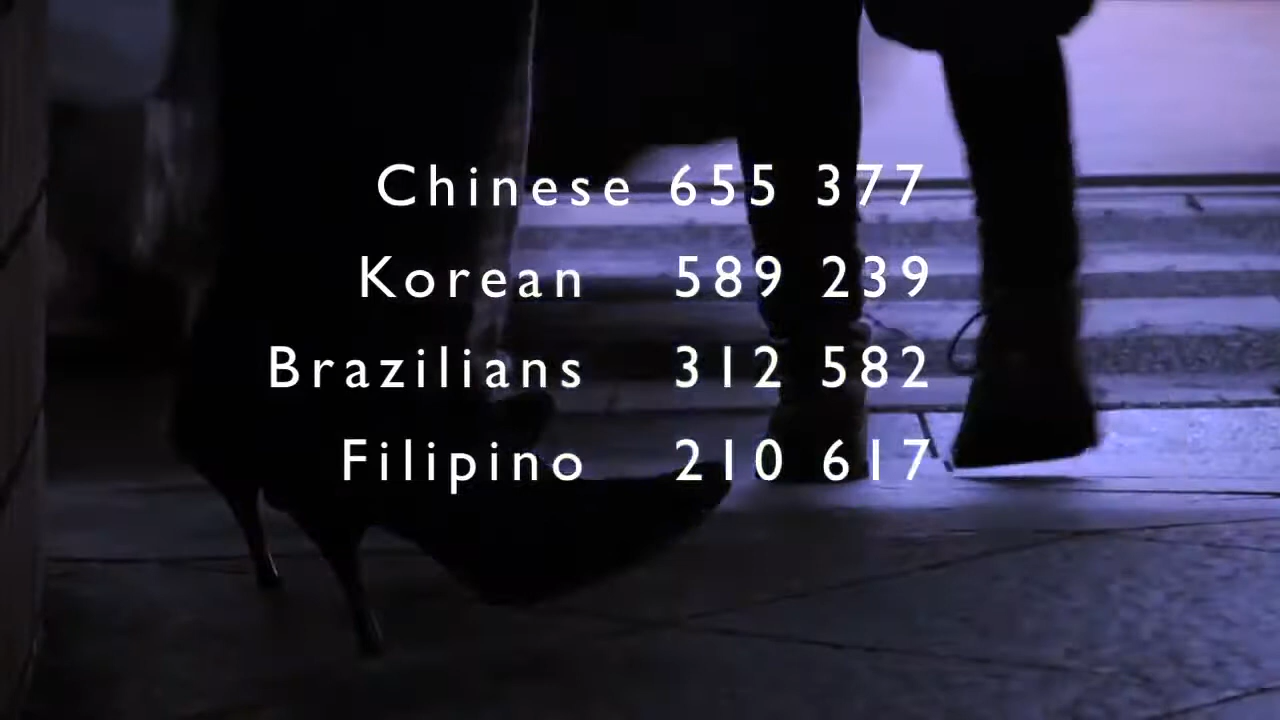 Chinese 655 377
Korean 589 239
Brazilians 312 582
Filipino 210 617